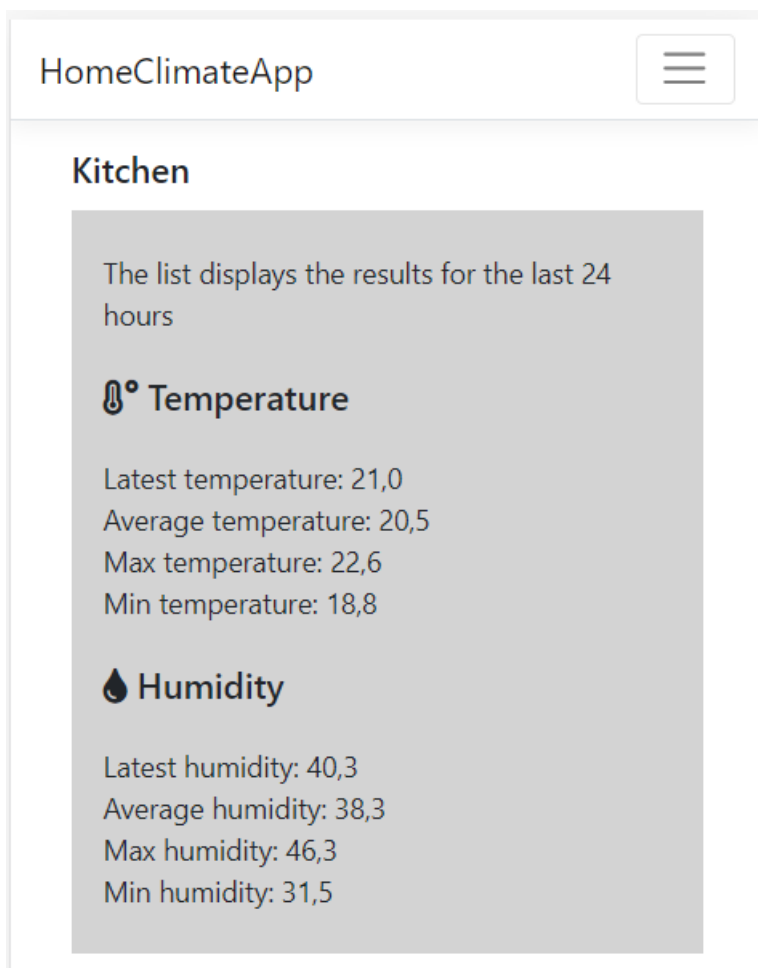 HomeClimateApp
Kitchen
The list displays the results for the last 24
hours
Temperature
Latest temperature: 21,0
Average temperature: 20,5
Max temperature: 22,6
Min temperature: 18,8
Humidity
Latest humidity: 40,3
Average humidity: 38,3
Max humidity: 46,3
Min humidity: 31,5